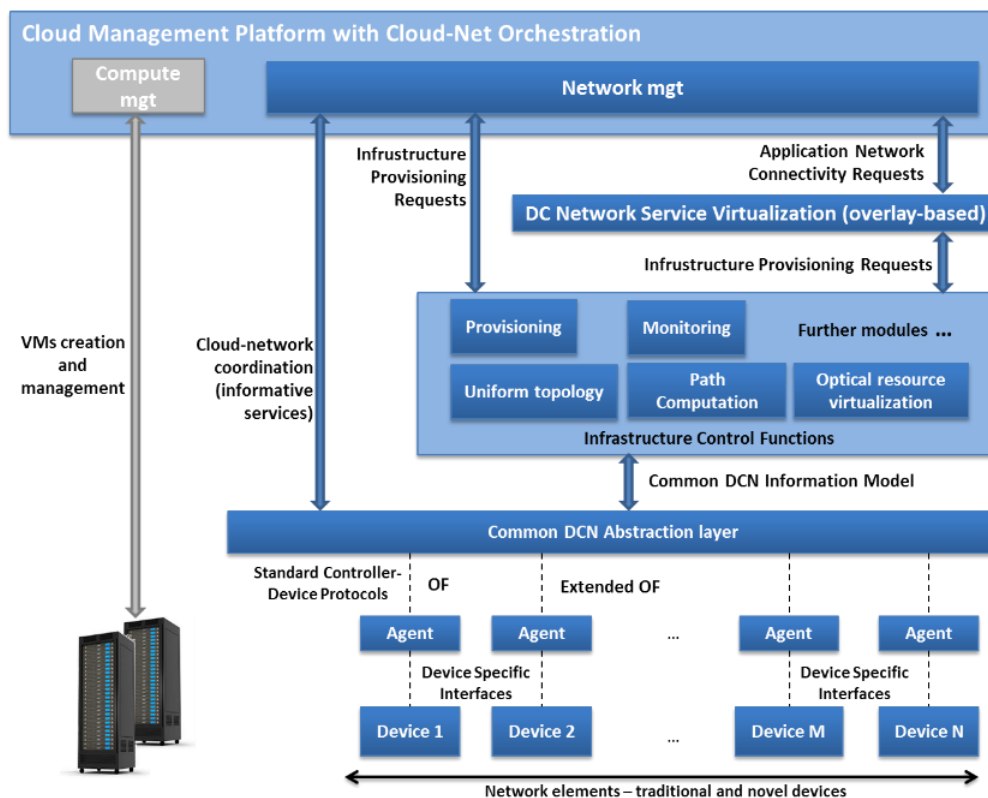 Cloud Management Platform with Cloud-Net Orchestration
Compute
mgt
Network mgt
Infrustructure
Provisioning
Requests
Application Network
Connectivity Requests
DC Network Service Virtualization (overlay-based)
Infrustructure Provisioning Requests
VMs creation
and
management
Cloud-network
coordination
(informative
services)
Provisioning
Monitoring
Further modules ...
Uniform topology
Path
Computation
Optical resource
virtualization
Infrastructure Control Functions
Common DCN Information Model
Common DCN Abstraction layer
Standard Controller-
Device Protocols
OF
Extended OF
Agent
Agent
...
Agent
Agent
Device Specific
Interfaces
Device Specific
Interfaces
Device 1
Device 2
...
Device M
Device N
Network elements – traditional and novel devices